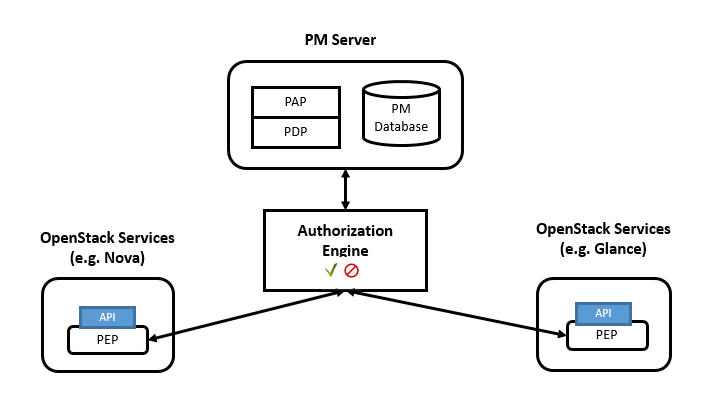 PM Server
PAP
PDP
PM
Database
Authorization
Engine
OpenStack Services
(e.g. Nova)
API
PEP
OpenStack Services
(e.g. Glance)
API
PEP